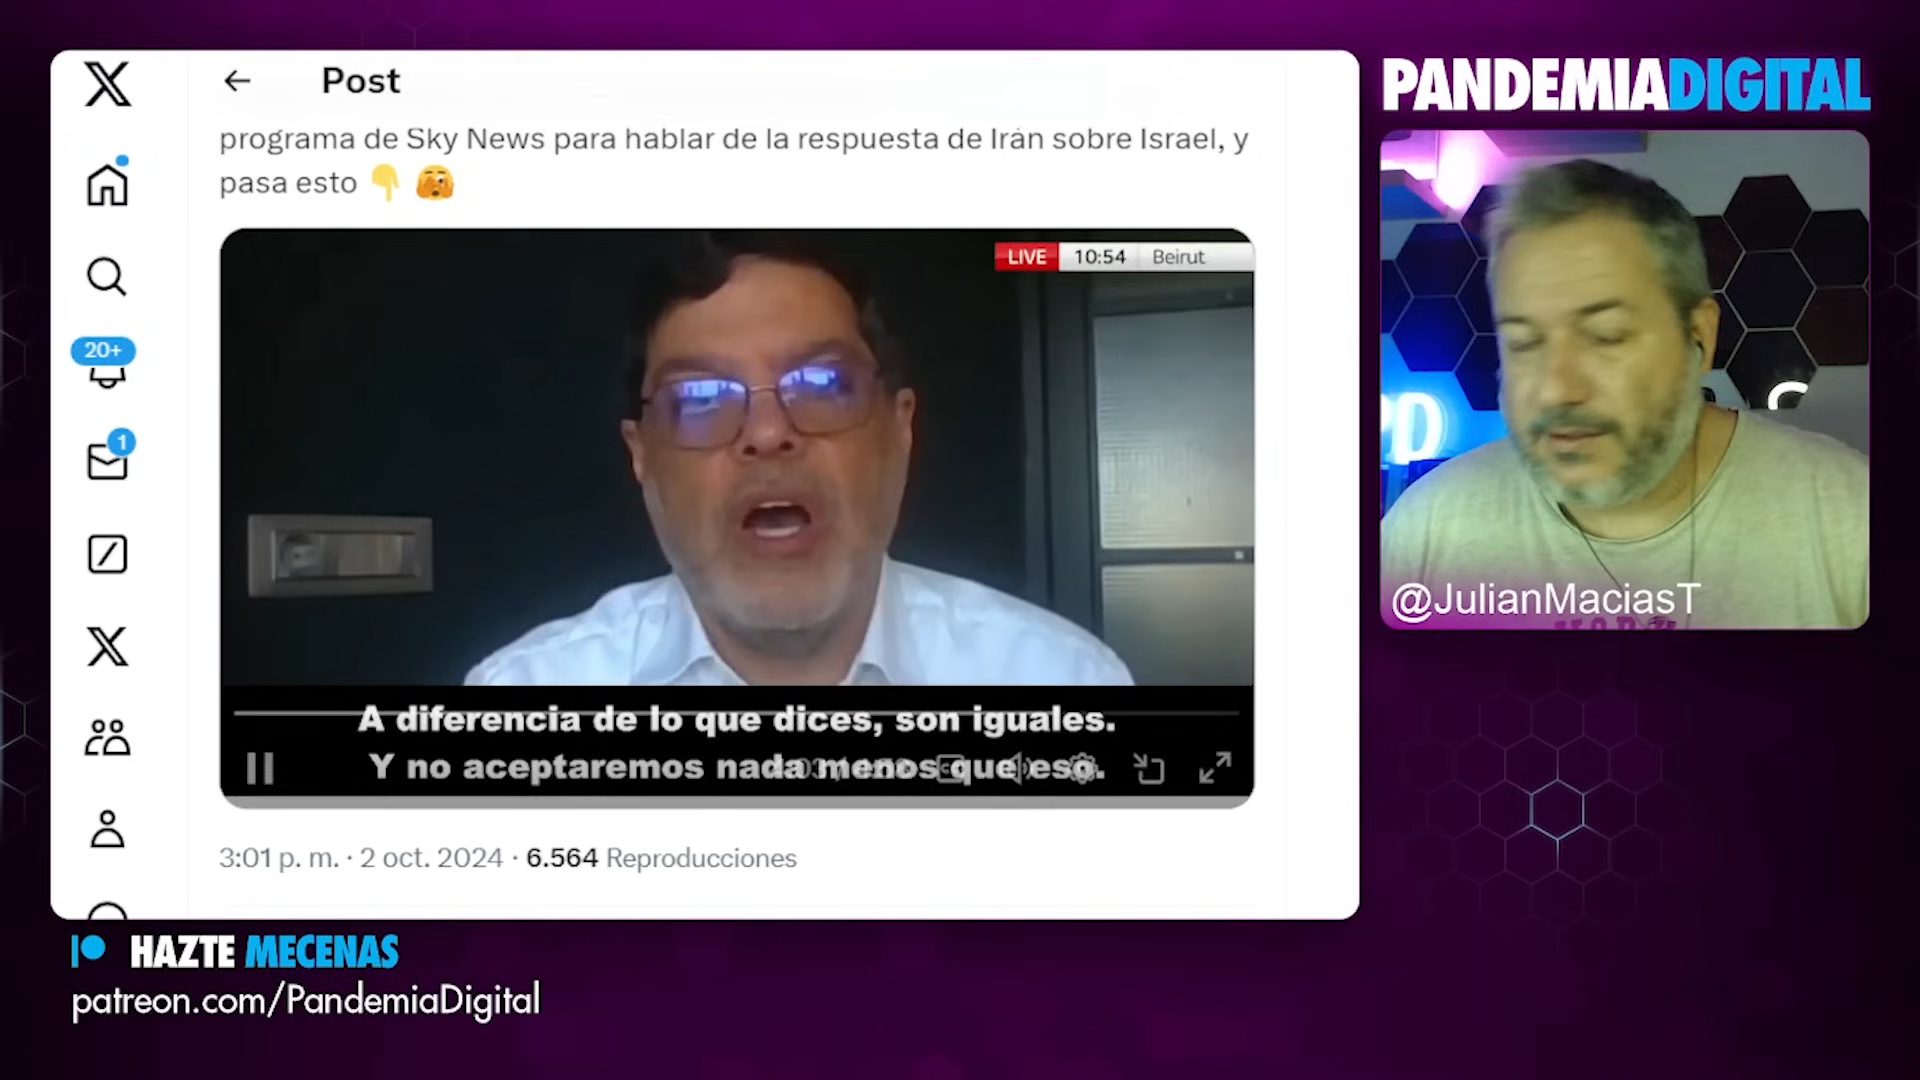 Post
programa de Sky News para hablar de la respuesta de Irán sobre Israel, y
pasa esto
LIVE 10:54 Beirut
20+
1
A diferencia de lo que dices, son iguales.
Y no aceptaremos nada menos que eso.
3:01 p. m. · 2 oct. 2024 · 6.564 Reproducciones
PANDEMIADIGITAL
@JulianMaciasT
HAZTE MECENAS
patreon.com/PandemiaDigital